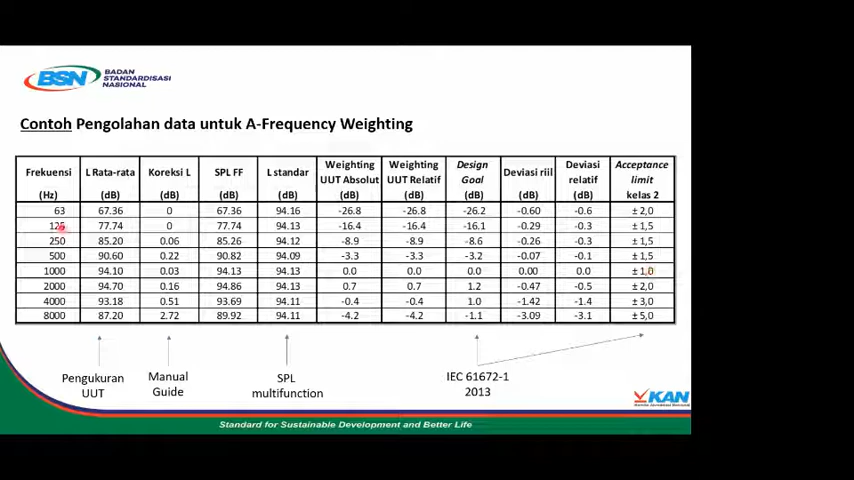 BSN BADAN
STANDARDISASI
NASIONAL
Contoh Pengolahan data untuk A-Frequency Weighting
Frekuensi (Hz) L Rata-rata (dB) Koreksi L (dB) SPL FF (dB) L standar (dB) Weighting UUT Absolut (dB) Weighting UUT Relatif (dB) Design Goal (dB) Deviasi riil (dB) Deviasi relatif (dB) Acceptance limit kelas 2
63 67.36 0 67.36 94.16 -26.8 -26.8 -26.2 -0.60 -0.6 ± 2,0
125 77.74 0 77.74 94.13 -16.4 -16.4 -16.1 -0.29 -0.3 ± 1,5
250 85.20 0.06 85.26 94.12 -8.9 -8.9 -8.6 -0.26 -0.3 ± 1,5
500 90.60 0.22 90.82 94.09 -3.3 -3.3 -3.2 -0.07 -0.1 ± 1,5
1000 94.10 0.03 94.13 94.13 0.0 0.0 0.0 0.00 0.0 ± 1,0
2000 94.70 0.16 94.86 94.13 0.7 0.7 1.2 -0.47 -0.5 ± 2,0
4000 93.18 0.51 93.69 94.11 -0.4 -0.4 1.0 -1.42 -1.4 ± 3,0
8000 87.20 2.72 89.92 94.11 -4.2 -4.2 -1.1 -3.09 -3.1 ± 5,0
Pengukuran UUT
Manual Guide
SPL multifunction
IEC 61672-1 2013
KAN
Standard for Sustainable Development and Better Life